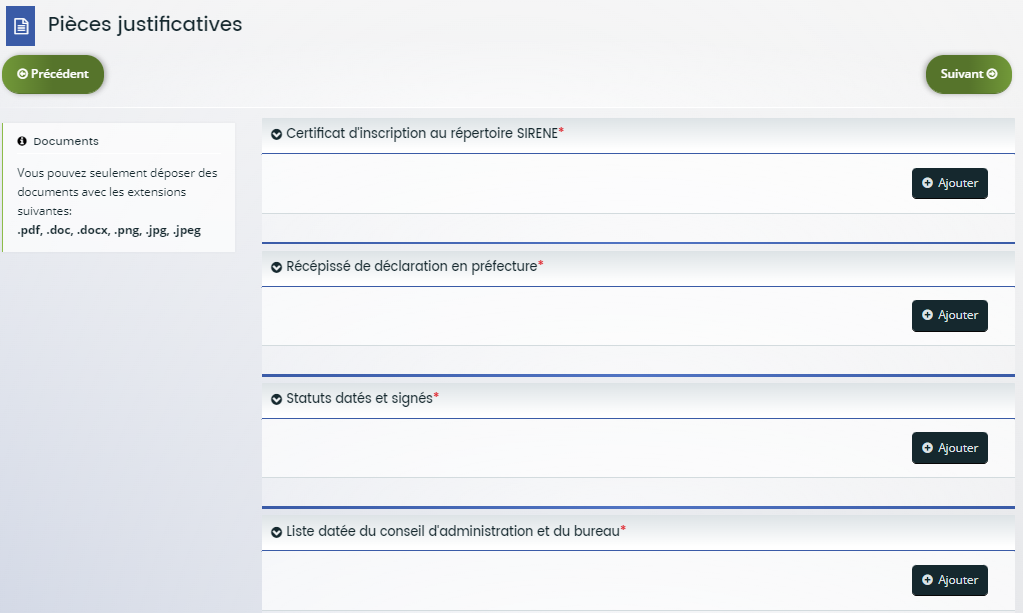 Pièces justificatives
Précédent
Suivant
Documents
Vous pouvez seulement déposer des
documents avec les extensions
suivantes:
.pdf, .doc, .docx, .png, .jpg, .jpeg
Certificat d'inscription au répertoire SIRENE*
Ajouter
Récépissé de déclaration en préfecture*
Ajouter
Statuts datés et signés*
Ajouter
Liste datée du conseil d'administration et du bureau*
Ajouter